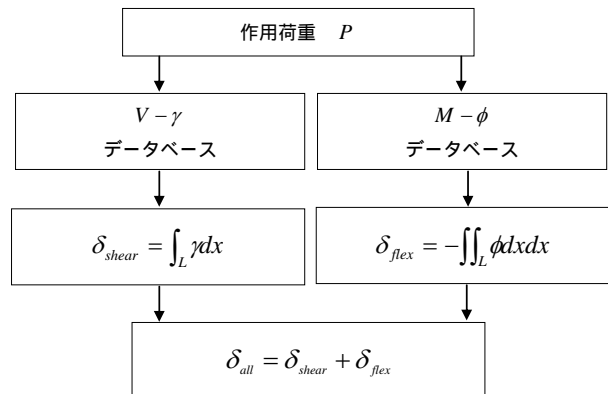 作用荷重 P
V − γ
データベース
M − ϕ
データベース
δ_shear = ∫_L γdx
δ_flex = −∬_L ϕdxdx
δ_all = δ_shear + δ_flex